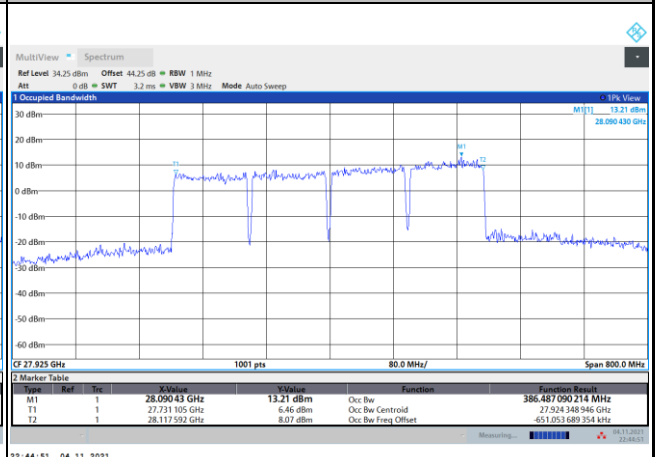 MultiView Spectrum
Ref Level 34.25 dBm Offset 44.25 dB RBW 1 MHz
Att 0 dB SWT 3.2 ms VBW 3 MHz Mode Auto Sweep
1 Occupied Bandwidth 1Pk View
M1[1] 13.21 dBm
28.090 430 GHz
30 dBm
20 dBm
M1
T1 T2
10 dBm
0 dBm
-10 dBm
-20 dBm
-30 dBm
-40 dBm
-50 dBm
-60 dBm
CF 27.925 GHz 1001 pts 80.0 MHz/ Span 800.0 MHz
2 Marker Table
Type Ref Trc X-Value Y-Value Function Function Result
M1 1 28.09043 GHz 13.21 dBm Occ Bw 386.487 090 214 MHz
T1 1 27.731 105 GHz 6.46 dBm Occ Bw Centroid 27.924 348 946 GHz
T2 1 28.117 592 GHz 8.07 dBm Occ Bw Freq Offset -651.053 689 354 kHz
Measuring... 04.11.2021
22:44:51
22:44:51 04.11.2021